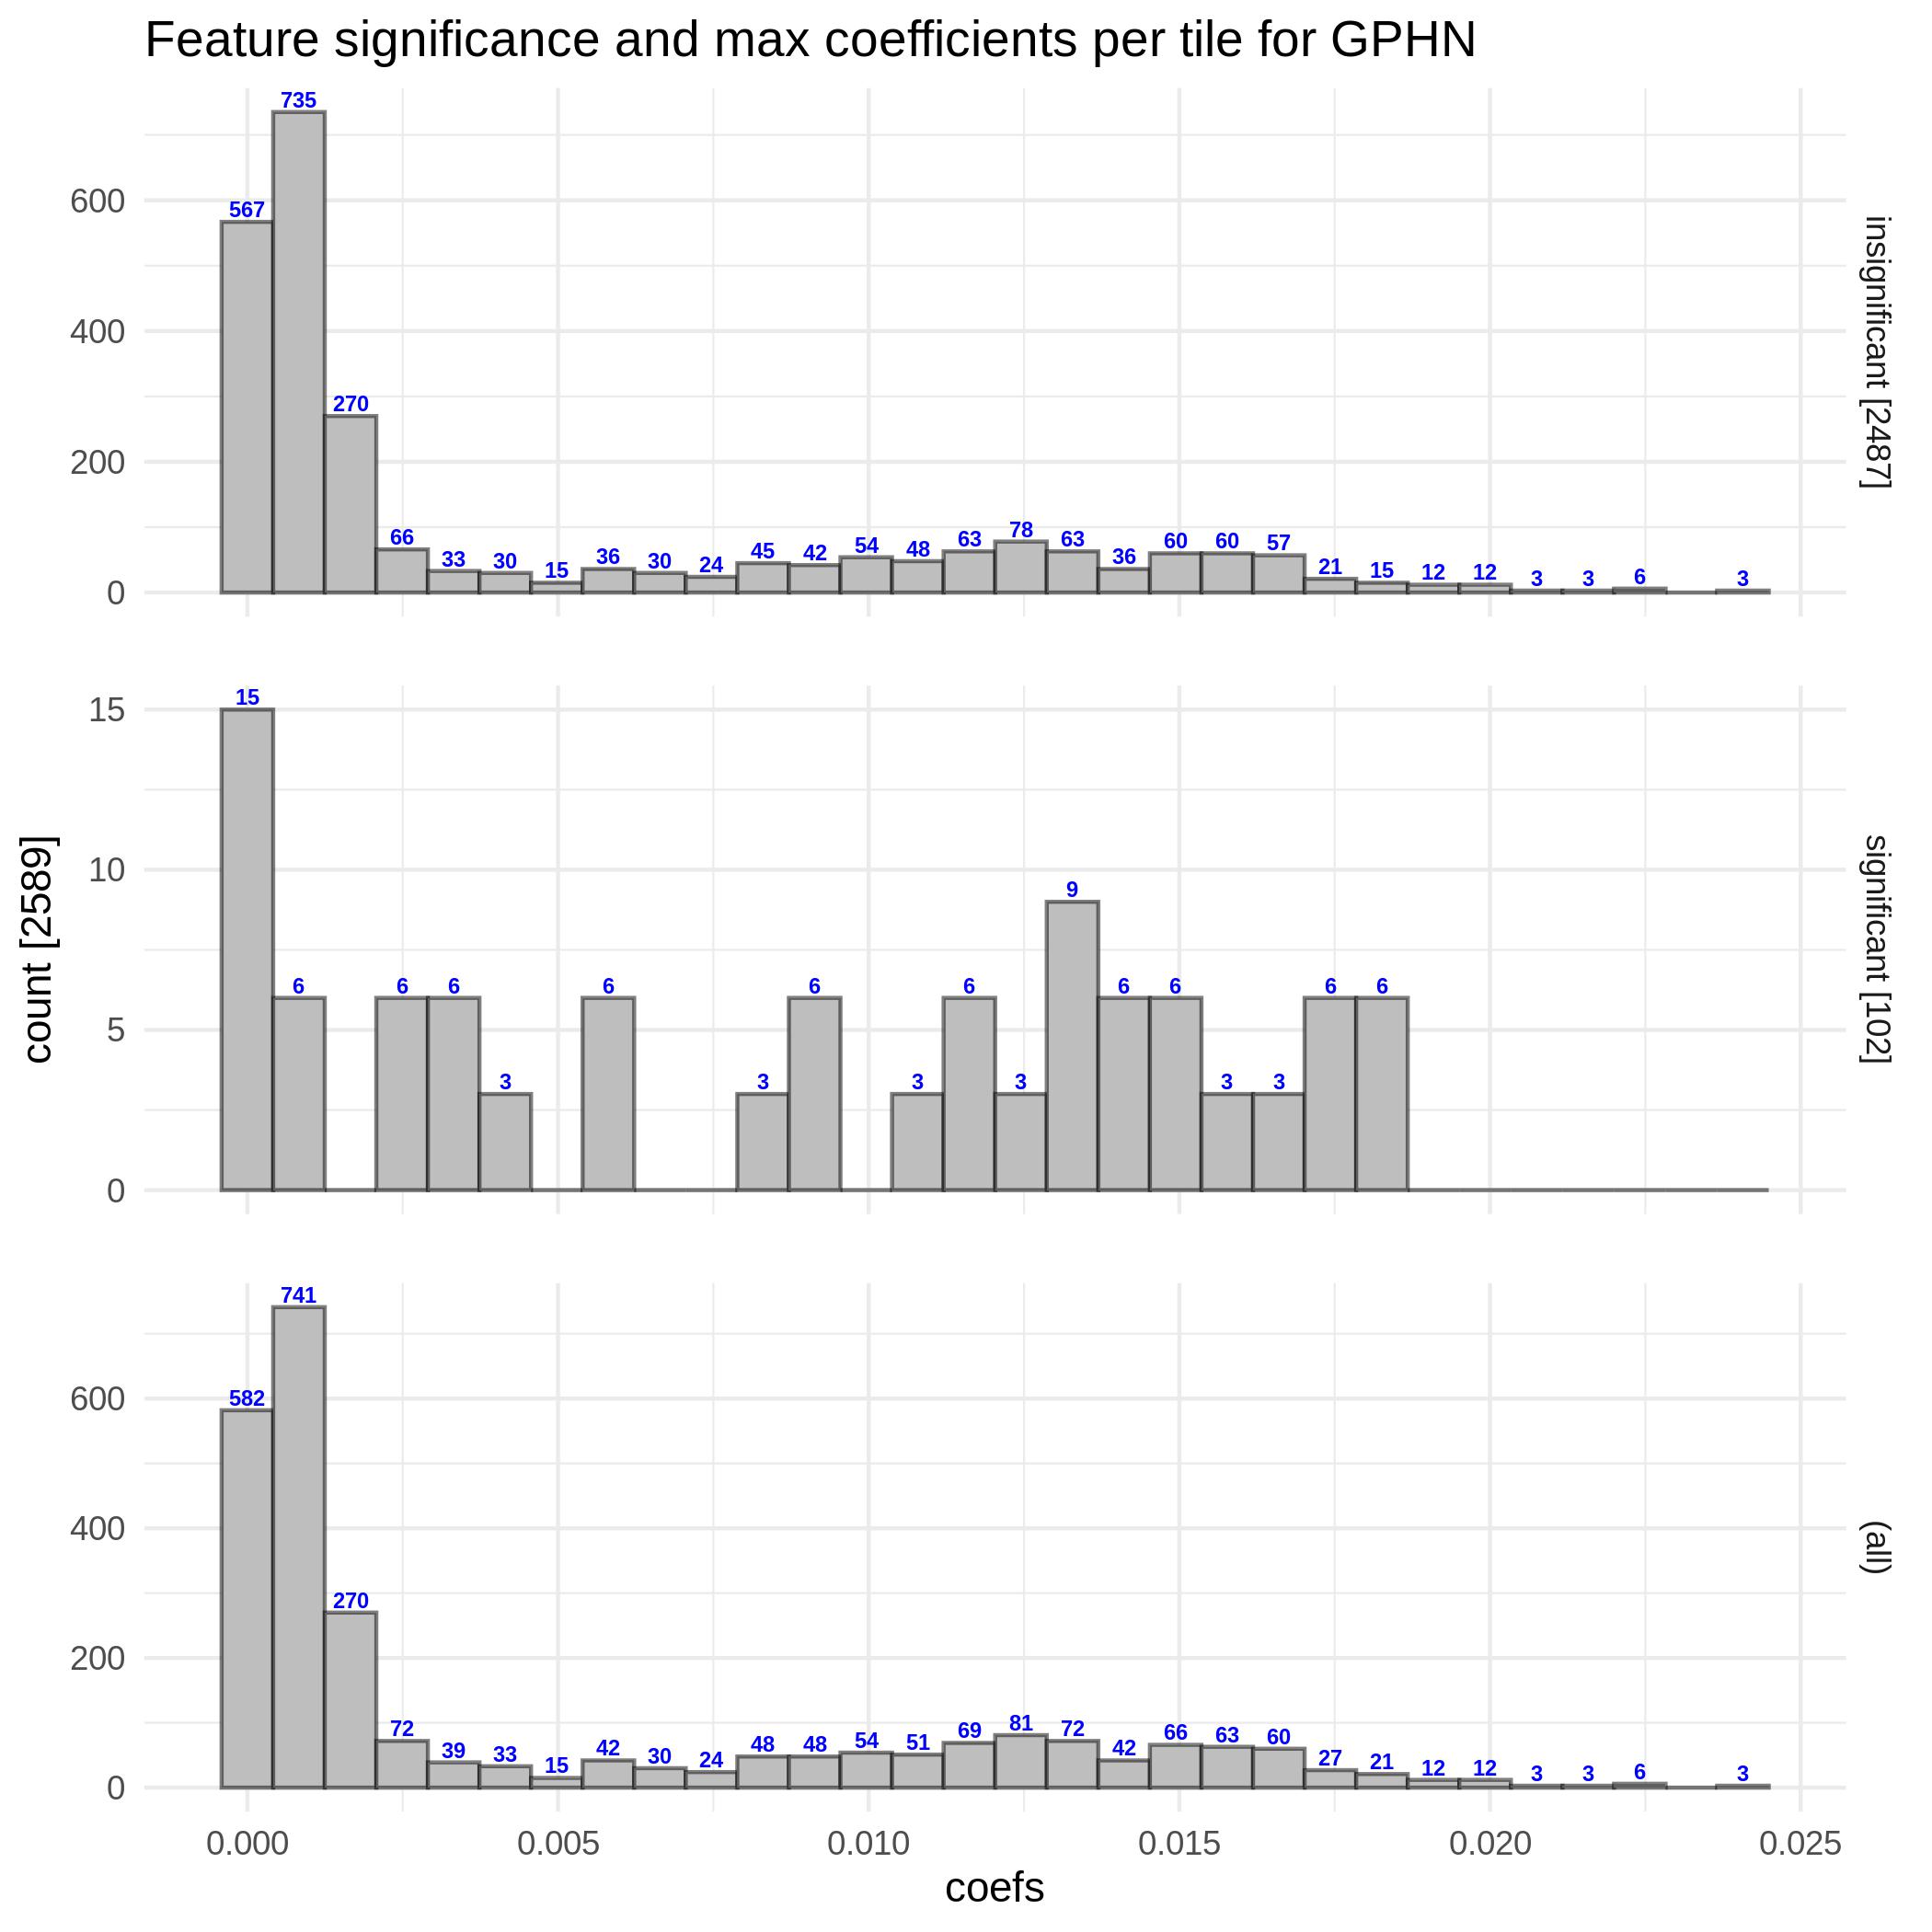 Feature significance and max coefficients per tile for GPHN
735
600
567
400
270
200
66 33 30 15 36 30 24 45 42 54 48 63 78 63 36 60 60 57 21 15 12 12 3 3 6 3
0
insignificant [2487]
15
15
10
9
6 6 6 6 6 6 6 6 6 6
5
3 3 3 3 3 3
0
significant [102]
count [2589]
741
600
582
400
270
200
72 39 33 15 42 30 24 48 48 54 51 69 81 72 42 66 63 60 27 21 12 12 3 3 6 3
0
(all)
0.000 0.005 0.010 0.015 0.020 0.025
coefs